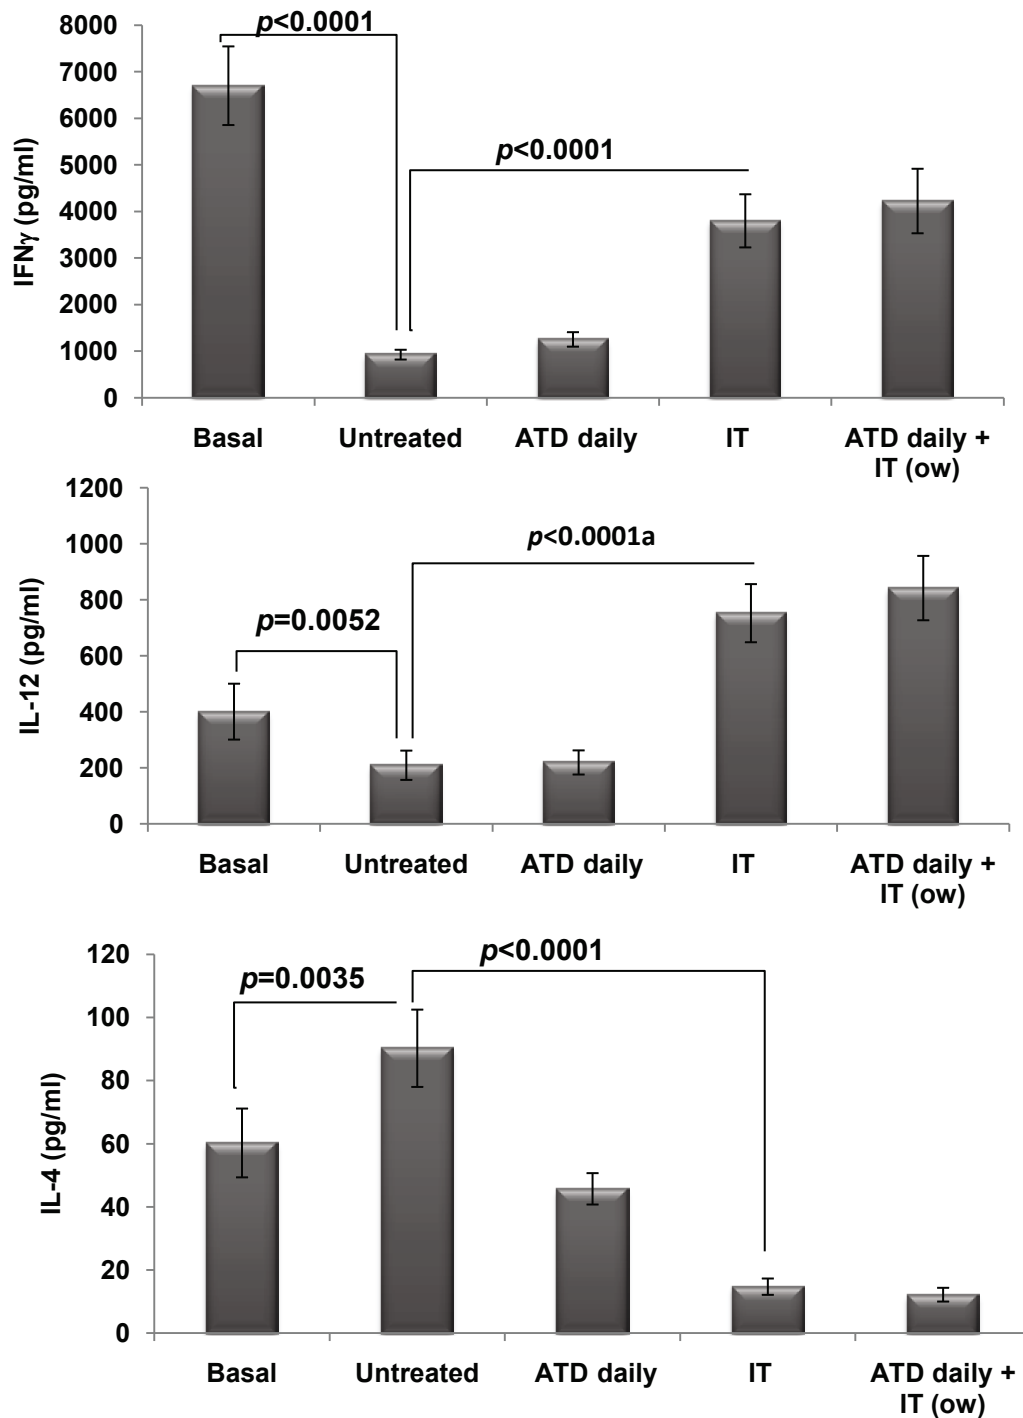 8000
7000
6000
5000
4000
3000
2000
1000
0
IFNγ (pg/ml)
p<0.0001
p<0.0001
Basal Untreated ATD daily IT ATD daily +
IT (ow)
1200
1000
800
600
400
200
0
IL-12 (pg/ml)
p=0.0052
p<0.0001a
Basal Untreated ATD daily IT ATD daily +
IT (ow)
120
100
80
60
40
20
0
IL-4 (pg/ml)
p=0.0035
p<0.0001
Basal Untreated ATD daily IT ATD daily +
IT (ow)